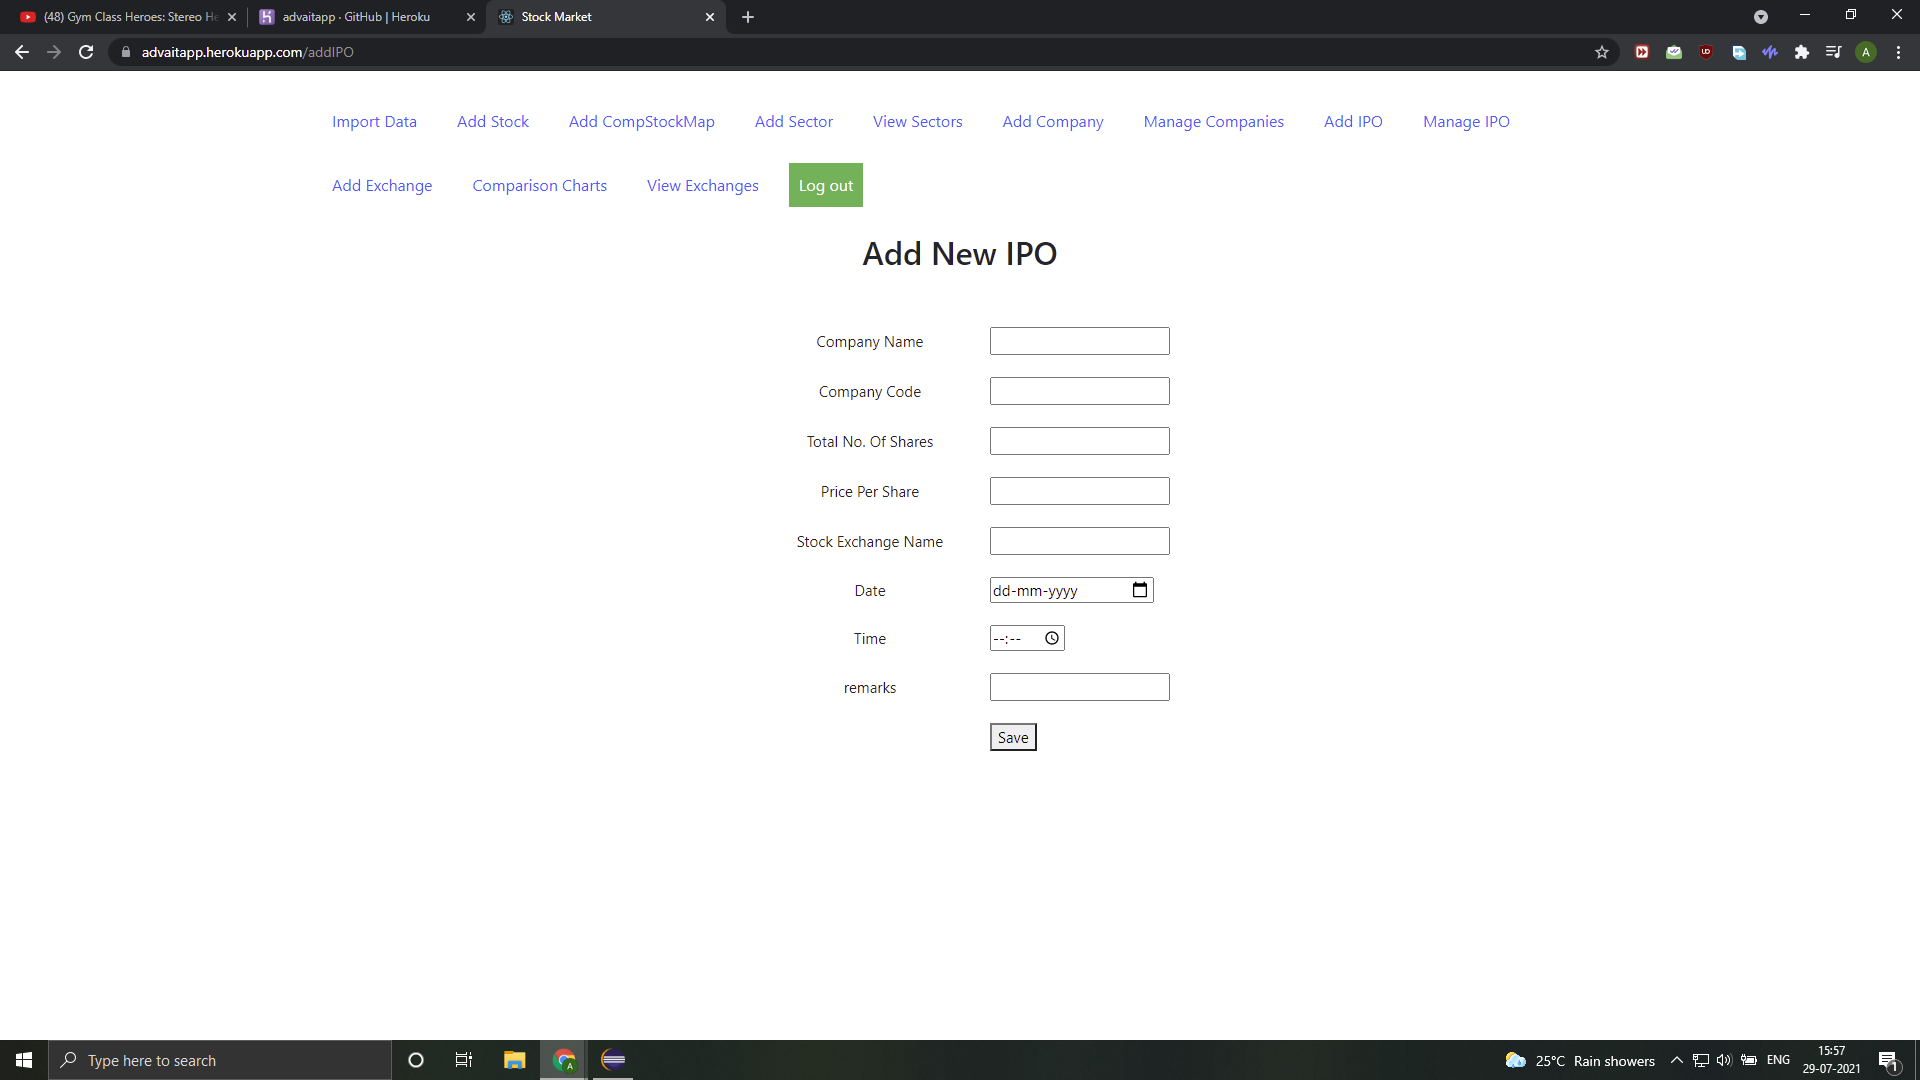 (48) Gym Class Heroes: Stereo He
advaitapp · GitHub | Heroku
Stock Market
advaitapp.herokuapp.com/addIPO
UD
A
Import Data Add Stock Add CompStockMap Add Sector View Sectors Add Company Manage Companies Add IPO Manage IPO
Add Exchange Comparison Charts View Exchanges Log out
Add New IPO
Company Name
Company Code
Total No. Of Shares
Price Per Share
Stock Exchange Name
Date dd-mm-yyyy
Time --:--
remarks
Save
Type here to search
A
25°C Rain showers
ENG
15:57
29-07-2021
1